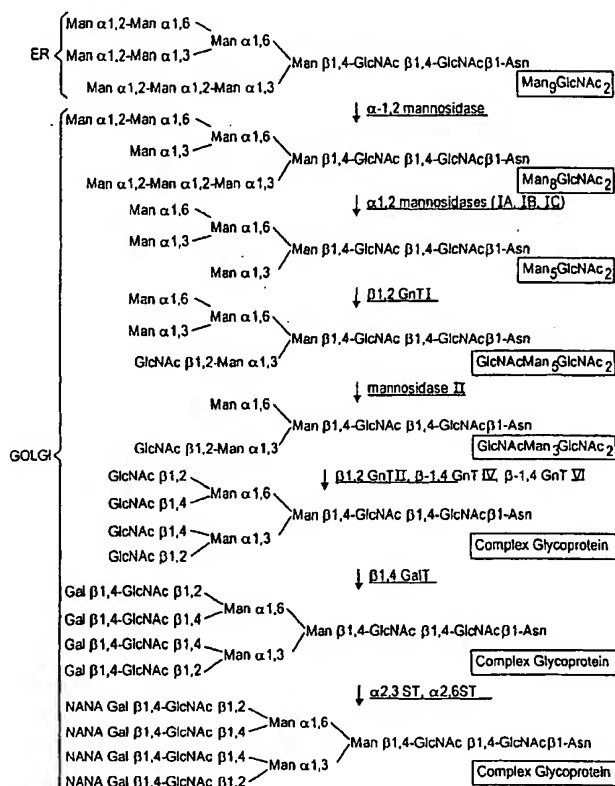 Man α1,2-Man α1,6
Man α1,6
ER
Man α1,2-Man α1,3
Man β1,4-GlcNAc β1,4-GlcNAcβ1-Asn
Man α1,2-Man α1,2-Man α1,3
Man9GlcNAc2
α-1,2 mannosidase
Man α1,2-Man α1,6
Man α1,6
Man α1,3
Man β1,4-GlcNAc β1,4-GlcNAcβ1-Asn
Man α1,2-Man α1,2-Man α1,3
Man8GlcNAc2
α1,2 mannosidases (IA, IB, IC)
Man α1,6
Man α1,6
Man α1,3
Man β1,4-GlcNAc β1,4-GlcNAcβ1-Asn
Man α1,3
Man5GlcNAc2
β1,2 GnTI
Man α1,6
Man α1,6
Man α1,3
Man β1,4-GlcNAc β1,4-GlcNAcβ1-Asn
GlcNAc β1,2-Man α1,3
GlcNAcMan5GlcNAc2
mannosidase II
Man α1,6
Man β1,4-GlcNAc β1,4-GlcNAcβ1-Asn
GlcNAc β1,2-Man α1,3
GlcNAcMan3GlcNAc2
GOLGI
β1,2 GnTII, β-1,4 GnTIV, β-1,4 GnT VI
GlcNAc β1,2
Man α1,6
GlcNAc β1,4
Man β1,4-GlcNAc β1,4-GlcNAcβ1-Asn
GlcNAc β1,4
Man α1,3
GlcNAc β1,2
Complex Glycoprotein
β1,4 GalT
Gal β1,4-GlcNAc β1,2
Man α1,6
Gal β1,4-GlcNAc β1,4
Man β1,4-GlcNAc β1,4-GlcNAcβ1-Asn
Gal β1,4-GlcNAc β1,4
Man α1,3
Gal β1,4-GlcNAc β1,2
Complex Glycoprotein
α2,3 ST, α2,6ST
NANA Gal β1,4-GlcNAc β1,2
Man α1,6
NANA Gal β1,4-GlcNAc β1,4
Man β1,4-GlcNAc β1,4-GlcNAcβ1-Asn
NANA Gal β1,4-GlcNAc β1,4
Man α1,3
NANA Gal β1,4-GlcNAc β1,2
Complex Glycoprotein